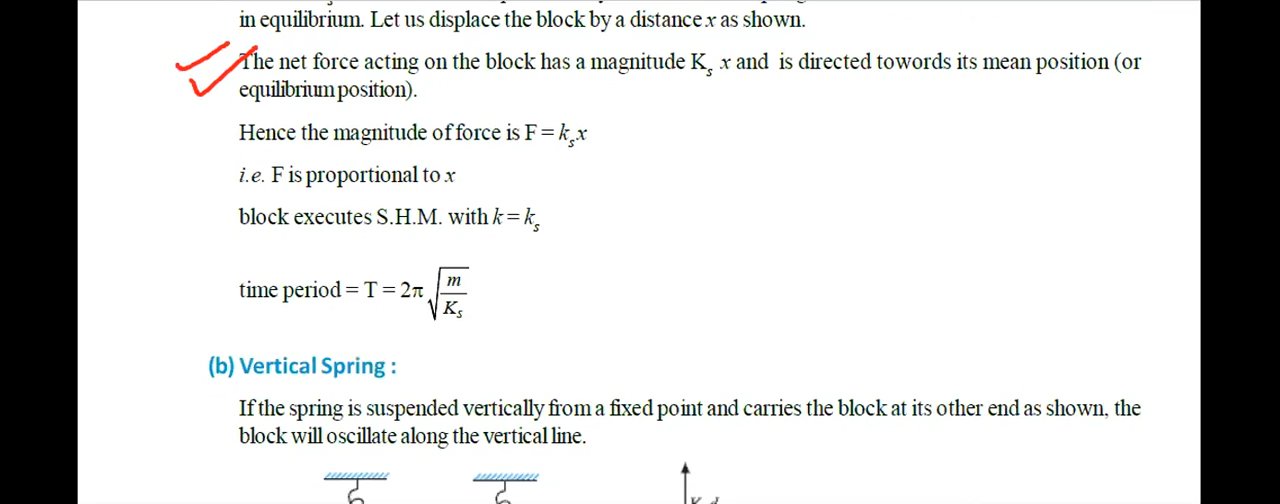 in equilibrium. Let us displace the block by a distance x as shown.
The net force acting on the block has a magnitude Kₛ x and is directed towards its mean position (or
equilibrium position).
Hence the magnitude of force is F = kₛx
i.e. F is proportional to x
block executes S.H.M. with k = kₛ
time period = T = 2π √(m/Kₛ)
(b) Vertical Spring :
If the spring is suspended vertically from a fixed point and carries the block at its other end as shown, the
block will oscillate along the vertical line.